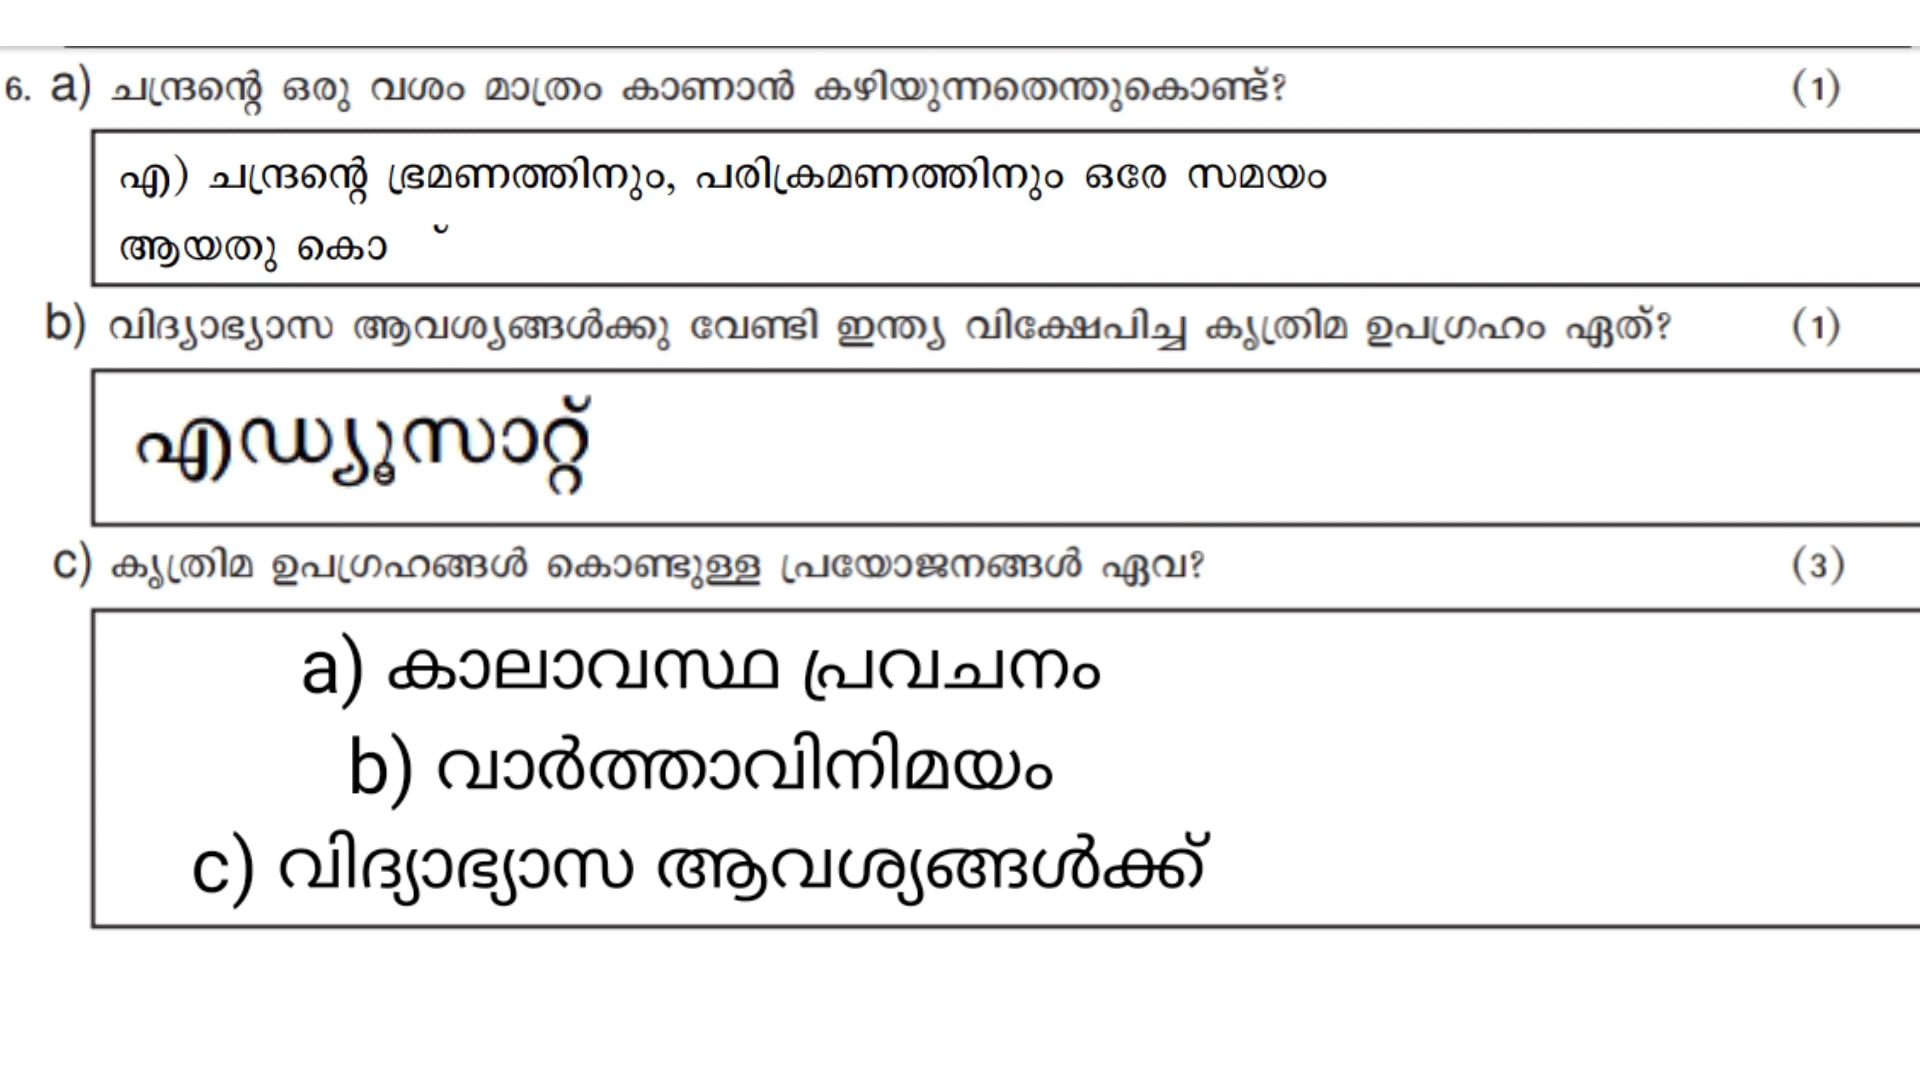 6. a) ചന്ദ്രന്റെ ഒരു വശം മാത്രം കാണാൻ കഴിയുന്നതെന്തുകൊണ്ട്? (1)
എ) ചന്ദ്രന്റെ ഭ്രമണത്തിനും, പരിക്രമണത്തിനും ഒരേ സമയം
ആയതു
b) വിദ്യാഭ്യാസ ആവശ്യങ്ങൾക്കു വേണ്ടി ഇന്ത്യ വിക്ഷേപിച്ച കൃത്രിമ ഉപഗ്രഹം ഏത്? (1)
എഡ്യൂസാറ്റ്
c) കൃത്രിമ ഉപഗ്രഹങ്ങൾ കൊണ്ടുള്ള പ്രയോജനങ്ങൾ ഏവ? (3)
a) കാലാവസ്ഥ പ്രവചനം
b) വാർത്താവിനിമയം
c) വിദ്യാഭ്യാസ ആവശ്യങ്ങൾക്ക്